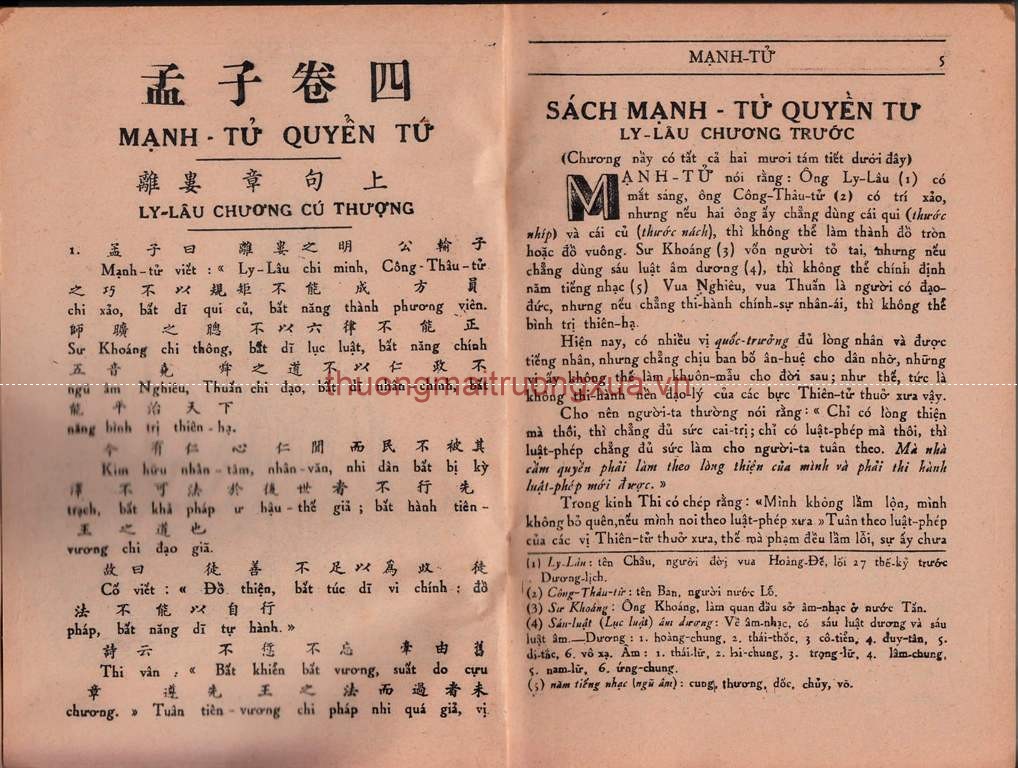 孟子卷四
MẠNH - TỬ QUYỂN TỨ
離婁章句上
LY-LÂU CHƯƠNG CÚ THƯỢNG
1. 孟子曰 離婁之明 公輸子
Mạnh-tử viết : « Ly-Lâu chi minh, Công-Thâu-tử
之巧不以規矩不能成方員
chi xảo, bất dĩ qui củ, bất năng thành phương viên.
師曠之聰不以六律不能正
Sư Khoáng chi thông, bất dĩ lục luật, bất năng chính
五音堯舜之道不以仁政不
ngũ âm Nghiêu, Thuấn chi đạo, bất dĩ nhân chính, bất
能平治天下
năng bình trị thiên-hạ.
今有仁心仁聞而民不被其
Kim hữu nhân-tâm, nhân-văn, nhi dân bất bị kỳ
澤不可法於後世者不行先
trạch, bất khả pháp ư hậu-thế giả ; bất hành tiên-
王之道也
vương chi đạo giã.
故曰 徒善不足以爲政 徒
Cố viết : « Đồ thiện, bất túc dĩ vi chính : đồ
法不能以自行
pháp, bất năng dĩ tự hành. »
詩云 不愆不忘 率由舊
Thi vân : « Bất khiển bất vương, suất do cựu
章 遵先王之法而過者未
chương. » Tuân tiên-vương chi pháp nhi quá giả, vị
MẠNH-TỬ 5
SÁCH MẠNH - TỬ QUYỀN TƯ
LY-LÂU CHƯƠNG TRƯỚC
(Chương nầy có tất cả hai mươi tám tiết dưới đây)
MẠNH-TỬ nói rằng : Ông Ly-Lâu (1) có
mắt sáng, ông Công-Thâu-tử (2) có trí xảo,
nhưng nếu hai ông ấy chẳng dùng cái qui (thước
nhíp) và cái củ (thước nách), thì không thể làm thành đồ tròn
hoặc đồ vuông. Sư Khoáng (3) vốn người tỏ tai, nhưng nếu
chẳng dùng sáu luật âm dương (4), thì không thể chính định
năm tiếng nhạc (5) Vua Nghiêu, vua Thuấn là người có đạo-
đức, nhưng nếu chẳng thi-hành chính-sự nhân-ái, thì không thể
bình trị thiên-hạ.
Hiện nay, có nhiều vị quốc-trưởng đủ lòng nhân và được
tiếng nhân, nhưng chẳng chịu ban bố ân-huệ cho dân nhờ, những
vị ấy không thể làm khuôn-mẫu cho đời sau ; như thế, tức là
không thi-hành nền đạo-lý của các bực Thiên-tử thuở xưa vậy.
Cho nên người-ta thường nói rằng : « Chỉ có lòng thiện
mà thôi, thì chẳng đủ sức cai-trị ; chỉ có luật-phép mà thôi, thì
luật-phép chẳng đủ sức làm cho người-ta tuân theo. Mà nhà
cầm quyền phải làm theo lòng thiện của mình và phải thi hành
luật-phép mới được. »
Trong kinh Thi có chép rằng : «Mình không lầm lộn, mình
không bỏ quên, nếu mình noi theo luật-phép xưa » Tuân theo luật-phép
của các vị Thiên-tử thuở xưa, thế mà phạm đều lầm lỗi, sự ấy chưa
(1) Ly-Lâu : tên Châu, người đời vua Hoàng-Đế, lối 27 thế-kỷ trước
Dương-lịch.
(2) Công-Thâu-tử : tên Ban, người nước Lỗ.
(3) Sư Khoáng : Ông Khoáng, làm quan đầu sở âm-nhạc ở nước Tấn.
(4) Sáu-luật (Lục luật) âm dương : Về âm-nhạc, có sáu luật dương và sáu
luật âm.—Dương : 1. hoàng-chung, 2. thái-thốc, 3 cô-tiển, 4. duy-tân, 5.
di-tắc, 6. vô xạ. Âm : 1. thái-lữ, 2. hi-chung, 3. trọng-lữ, 4. lâm-chung,
5. nam-lữ, 6. ứng-chung.
(5) năm tiếng nhạc (ngũ âm) : cung, thương, dốc, chủy, võ.
thuongmaitruongxua.vn